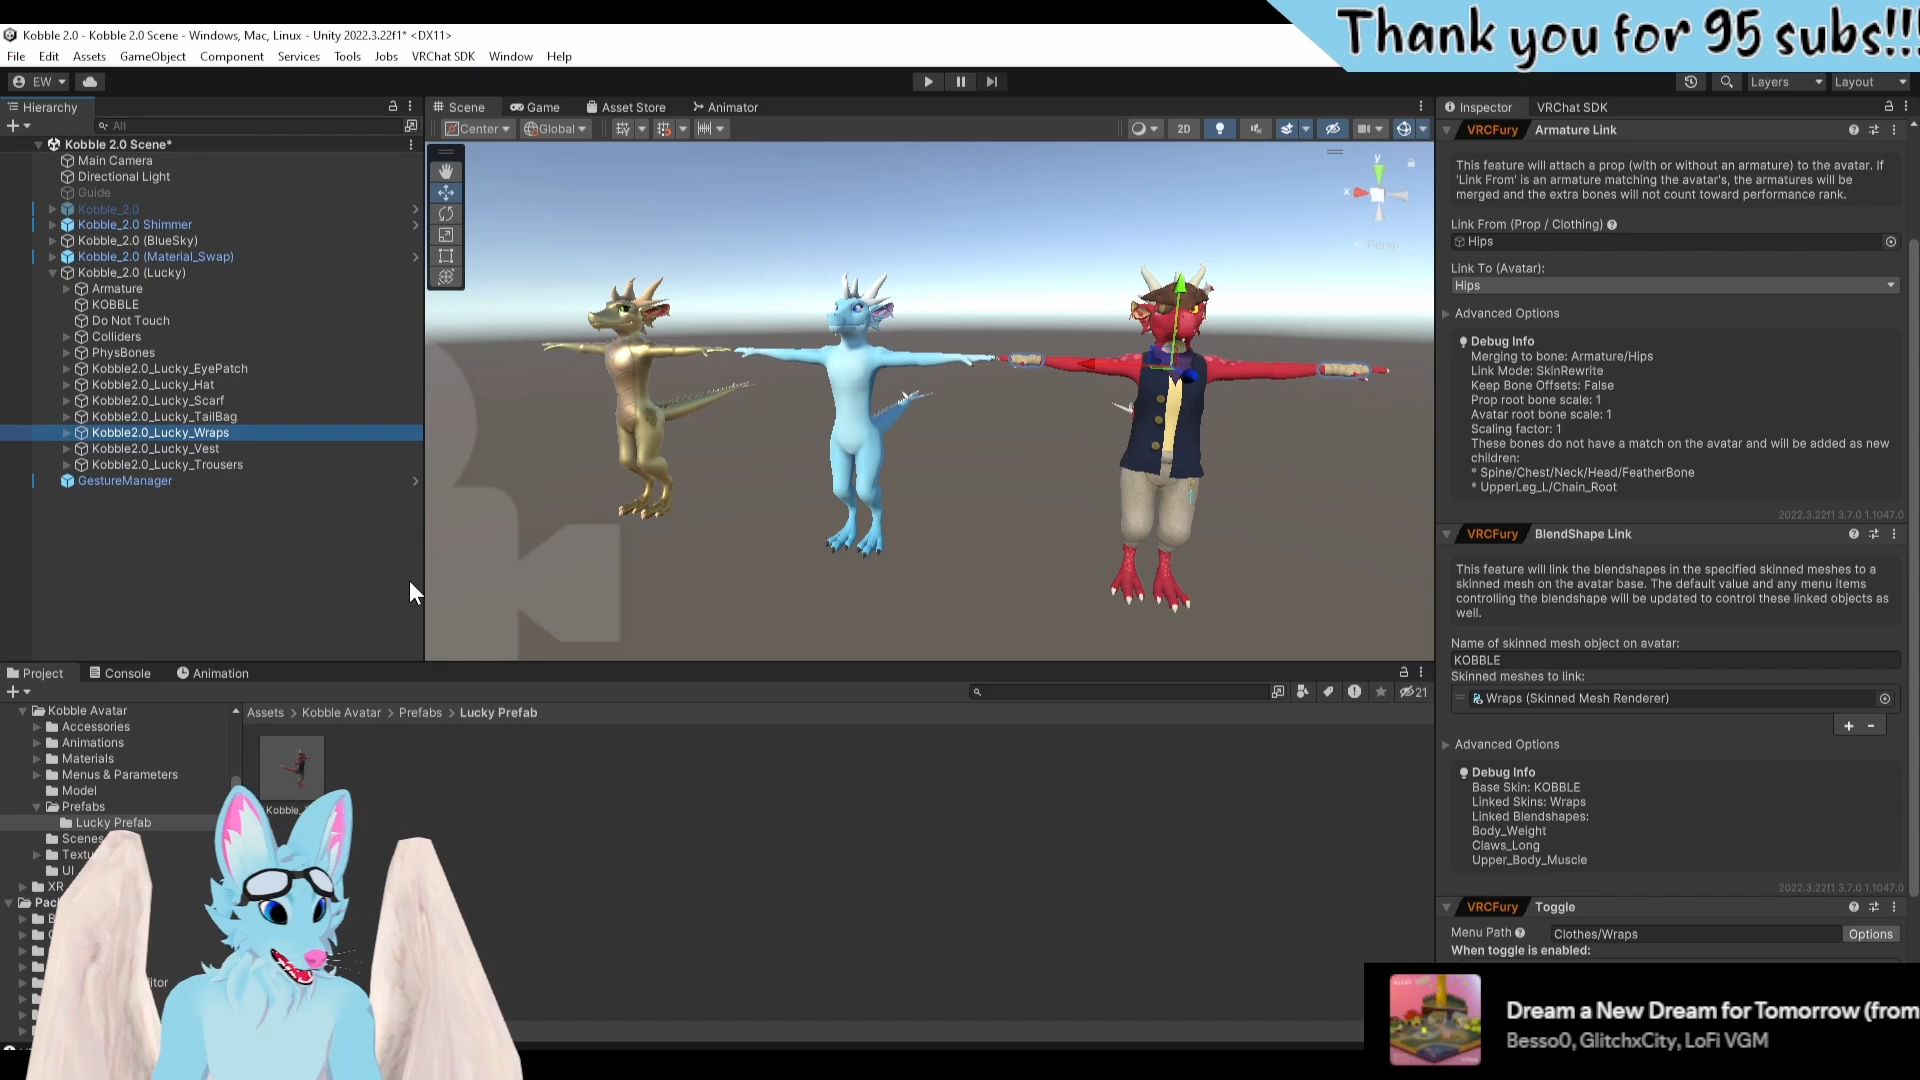 Thank you for 95 subs!!!
Kobble 2.0 - Kobble 2.0 Scene - Windows, Mac, Linux - Unity 2022.3.22f1* <DX11>
File Edit Assets GameObject Component Services Tools Jobs VRChat SDK Window Help
EW
Layers Layout
Hierarchy
All
Kobble 2.0 Scene*
Main Camera
Directional Light
Guide
Kobble_2.0
Kobble_2.0 Shimmer
Kobble_2.0 (BlueSky)
Kobble_2.0 (Material_Swap)
Kobble_2.0 (Lucky)
Armature
KOBBLE
Do Not Touch
Colliders
PhysBones
Kobble2.0_Lucky_EyePatch
Kobble2.0_Lucky_Hat
Kobble2.0_Lucky_Scarf
Kobble2.0_Lucky_TailBag
Kobble2.0_Lucky_Wraps
Kobble2.0_Lucky_Vest
Kobble2.0_Lucky_Trousers
GestureManager
Scene Game Asset Store Animator
Center Global 2D
y
x
Persp
Inspector VRChat SDK
VRCFury Armature Link
This feature will attach a prop (with or without an armature) to the avatar. If
'Link From' is an armature matching the avatar's, the armatures will be
merged and the extra bones will not count toward performance rank.
Link From (Prop / Clothing)
Hips
Link To (Avatar):
Hips
Advanced Options
Debug Info
Merging to bone: Armature/Hips
Link Mode: SkinRewrite
Keep Bone Offsets: False
Prop root bone scale: 1
Avatar root bone scale: 1
Scaling factor: 1
These bones do not have a match on the avatar and will be added as new
children:
* Spine/Chest/Neck/Head/FeatherBone
* UpperLeg_L/Chain_Root
2022.3.22f1 3.7.0 1.1047.0
VRCFury BlendShape Link
This feature will link the blendshapes in the specified skinned meshes to a
skinned mesh on the avatar base. The default value and any menu items
controlling the blendshape will be updated to control these linked objects as
well.
Name of skinned mesh object on avatar:
KOBBLE
Skinned meshes to link:
Wraps (Skinned Mesh Renderer)
+ -
Advanced Options
Debug Info
Base Skin: KOBBLE
Linked Skins: Wraps
Linked Blendshapes:
Body_Weight
Claws_Long
Upper_Body_Muscle
2022.3.22f1 3.7.0 1.1047.0
VRCFury Toggle
Menu Path Clothes/Wraps Options
When toggle is enabled:
Project Console Animation
21
Kobble Avatar
Accessories
Animations
Materials
Menus & Parameters
Model
Prefabs
Lucky Prefab
Scenes
Textu
UI
XR
Pac
itor
Assets > Kobble Avatar > Prefabs > Lucky Prefab
Kobble_
Dream a New Dream for Tomorrow (from
BessoO, GlitchxCity, LoFi VGM